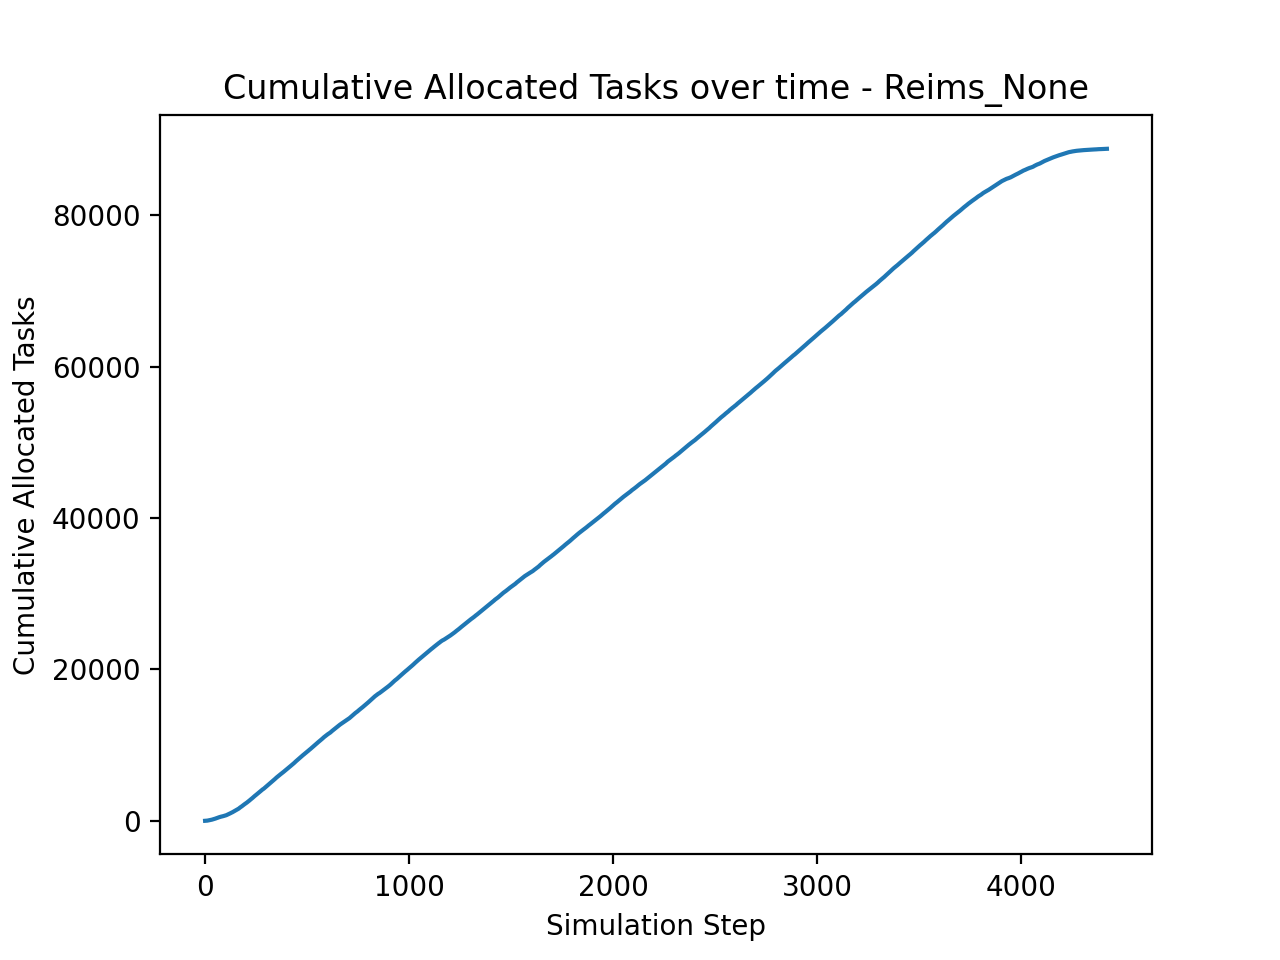 Cumulative Allocated Tasks over time - Reims_None
80000
60000
40000
20000
0
Cumulative Allocated Tasks
0 1000 2000 3000 4000
Simulation Step